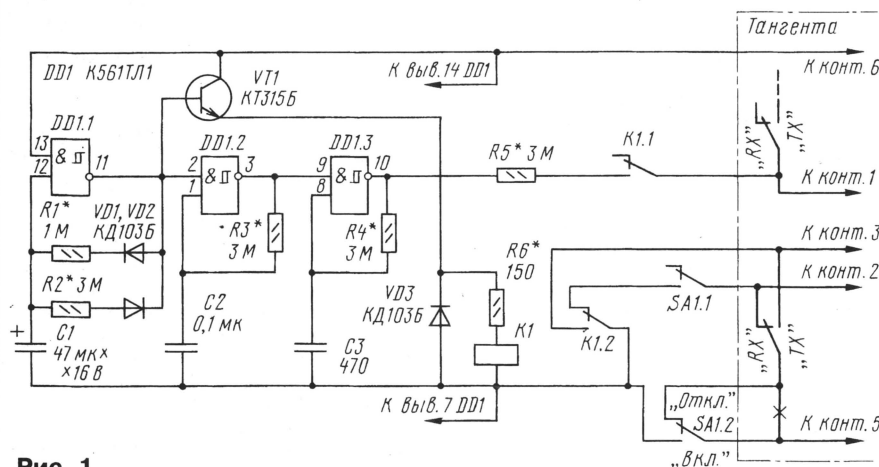 Тангента
DD1 К561ТЛ1
VT1
КТ315Б
К выв.14 DD1
К конт. 6
DD1.1
13
12
&
11
DD1.2
2
1
&
3
DD1.3
9
8
&
10
R5* 3 М
K1.1
„RX"
„TX"
К конт. 1
R1*
1 М
VD1, VD2
КД103Б
R3*
3 М
R4*
3 М
R6*
150
К конт. 3
К конт. 2
R2* 3 М
C1
+
47 мк ×
×16 В
C2
0,1 мк
C3
470
VD3
КД103Б
K1
K1.2
SA1.1
„RX"
„TX"
К выв. 7 DD1
„Откл."
SA1.2
„Вкл."
К конт. 5
Рис. 1